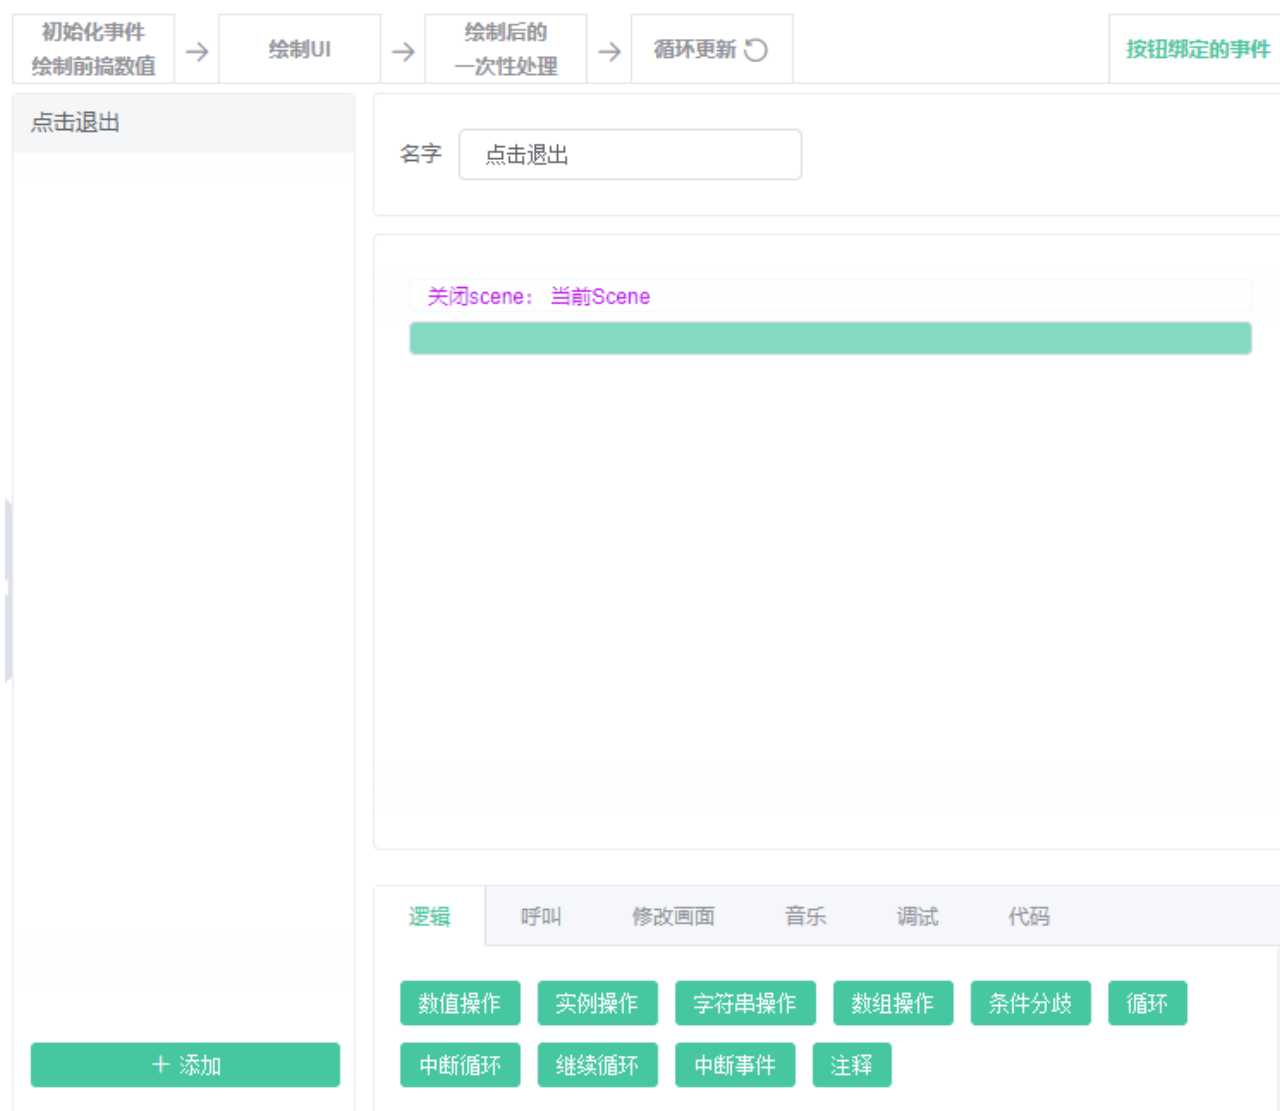 初始化事件
绘制前搞数值
绘制UI
绘制后的
一次性处理
循环更新
按钮绑定的事件
点击退出
名字
点击退出
关闭scene： 当前Scene
逻辑
呼叫
修改画面
音乐
调试
代码
数值操作
实例操作
字符串操作
数组操作
条件分歧
循环
中断循环
继续循环
中断事件
注释
添加